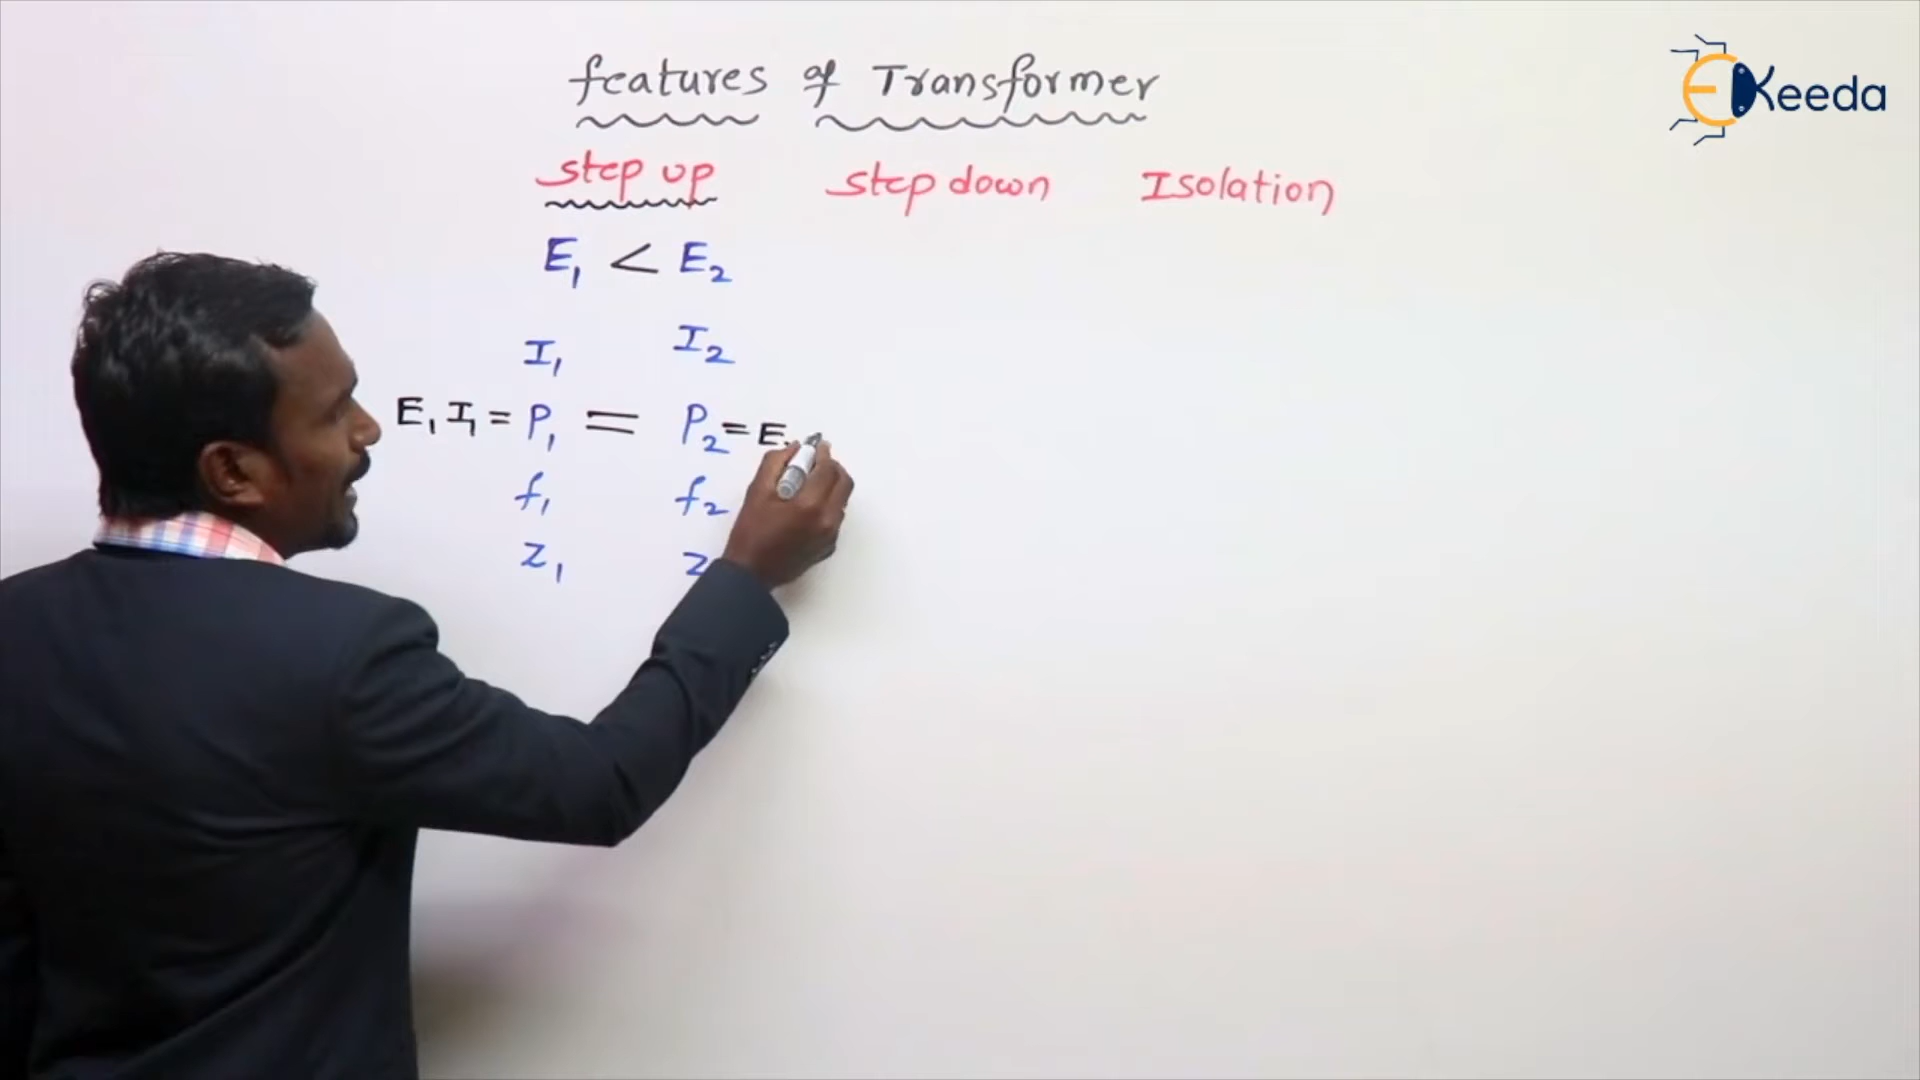 features of Transformer
EKeeda
step up step down Isolation
E1 < E2
I1 I2
E1 I1 = P1 = P2 = E
f1 f2
Z1 Z